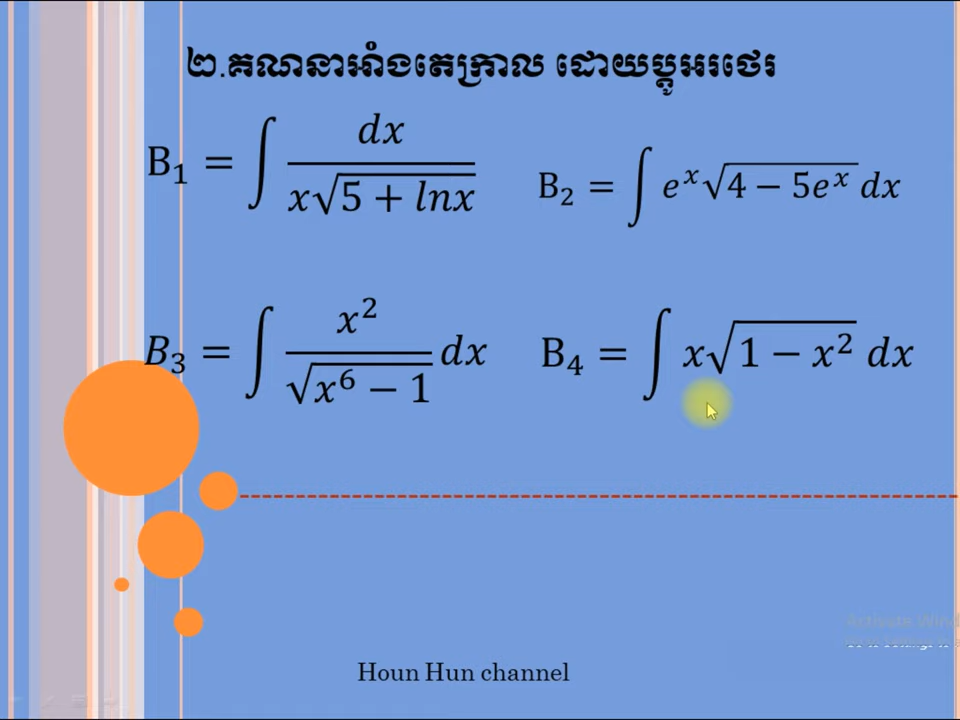 ២.គណនាអាំងតេក្រាល ដោយប្តូរអថេរ
B₁ = ∫ dx / x√(5 + lnx)
B₂ = ∫ eˣ√(4 − 5eˣ) dx
B₃ = ∫ x² / √(x⁶ − 1) dx
B₄ = ∫ x√(1 − x²) dx
Houn Hun channel